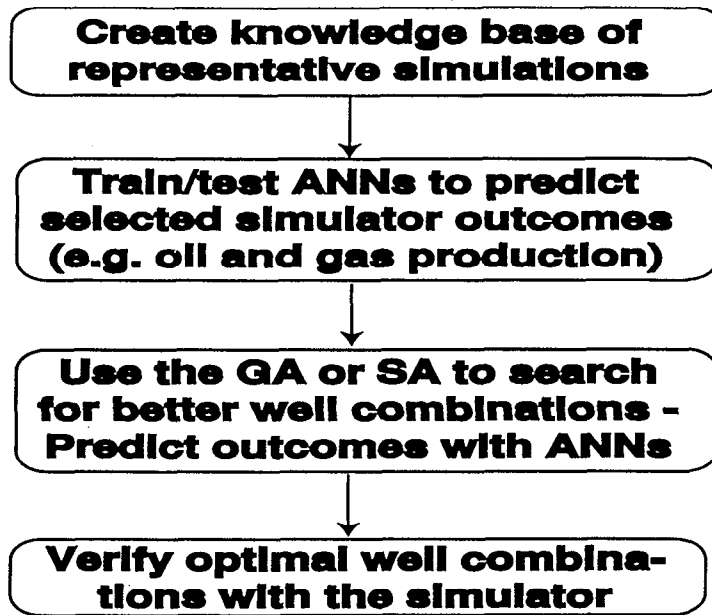 Create knowledge base of
representative simulations
Train/test ANNs to predict
selected simulator outcomes
(e.g. oil and gas production)
Use the GA or SA to search
for better well combinations -
Predict outcomes with ANNs
Verify optimal well combina-
tions with the simulator